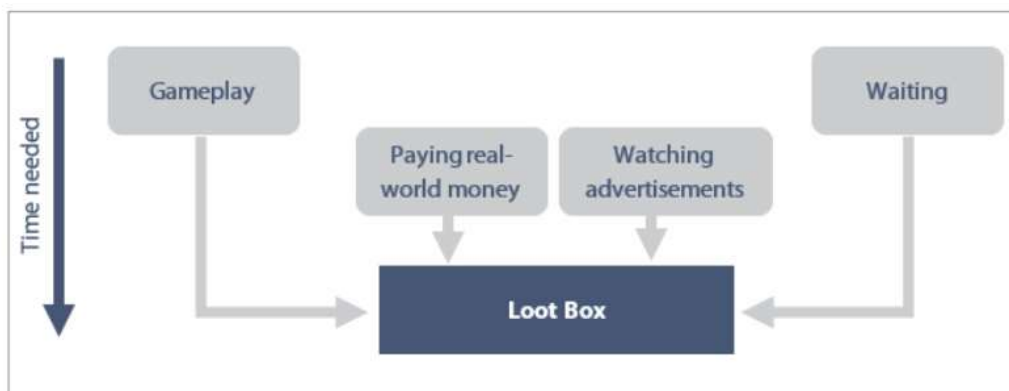 Time needed
Gameplay
Waiting
Paying real-
world money
Watching
advertisements
Loot Box